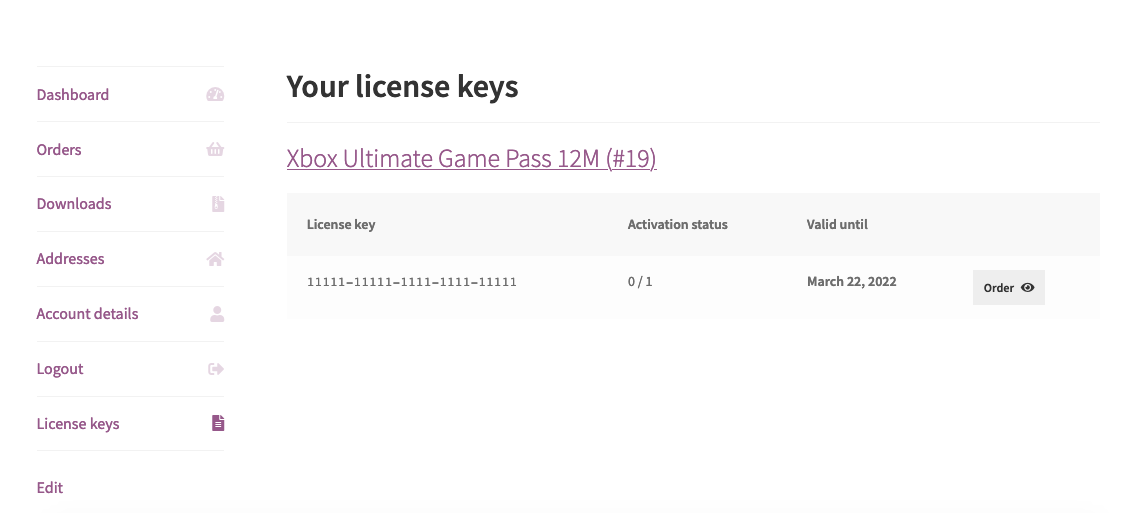 Your license keys
Dashboard
Orders
Downloads
Addresses
Account details
Logout
License keys
Edit
Xbox Ultimate Game Pass 12M (#19)
License key Activation status Valid until
11111-11111-1111-1111-11111 0 / 1 March 22, 2022 Order